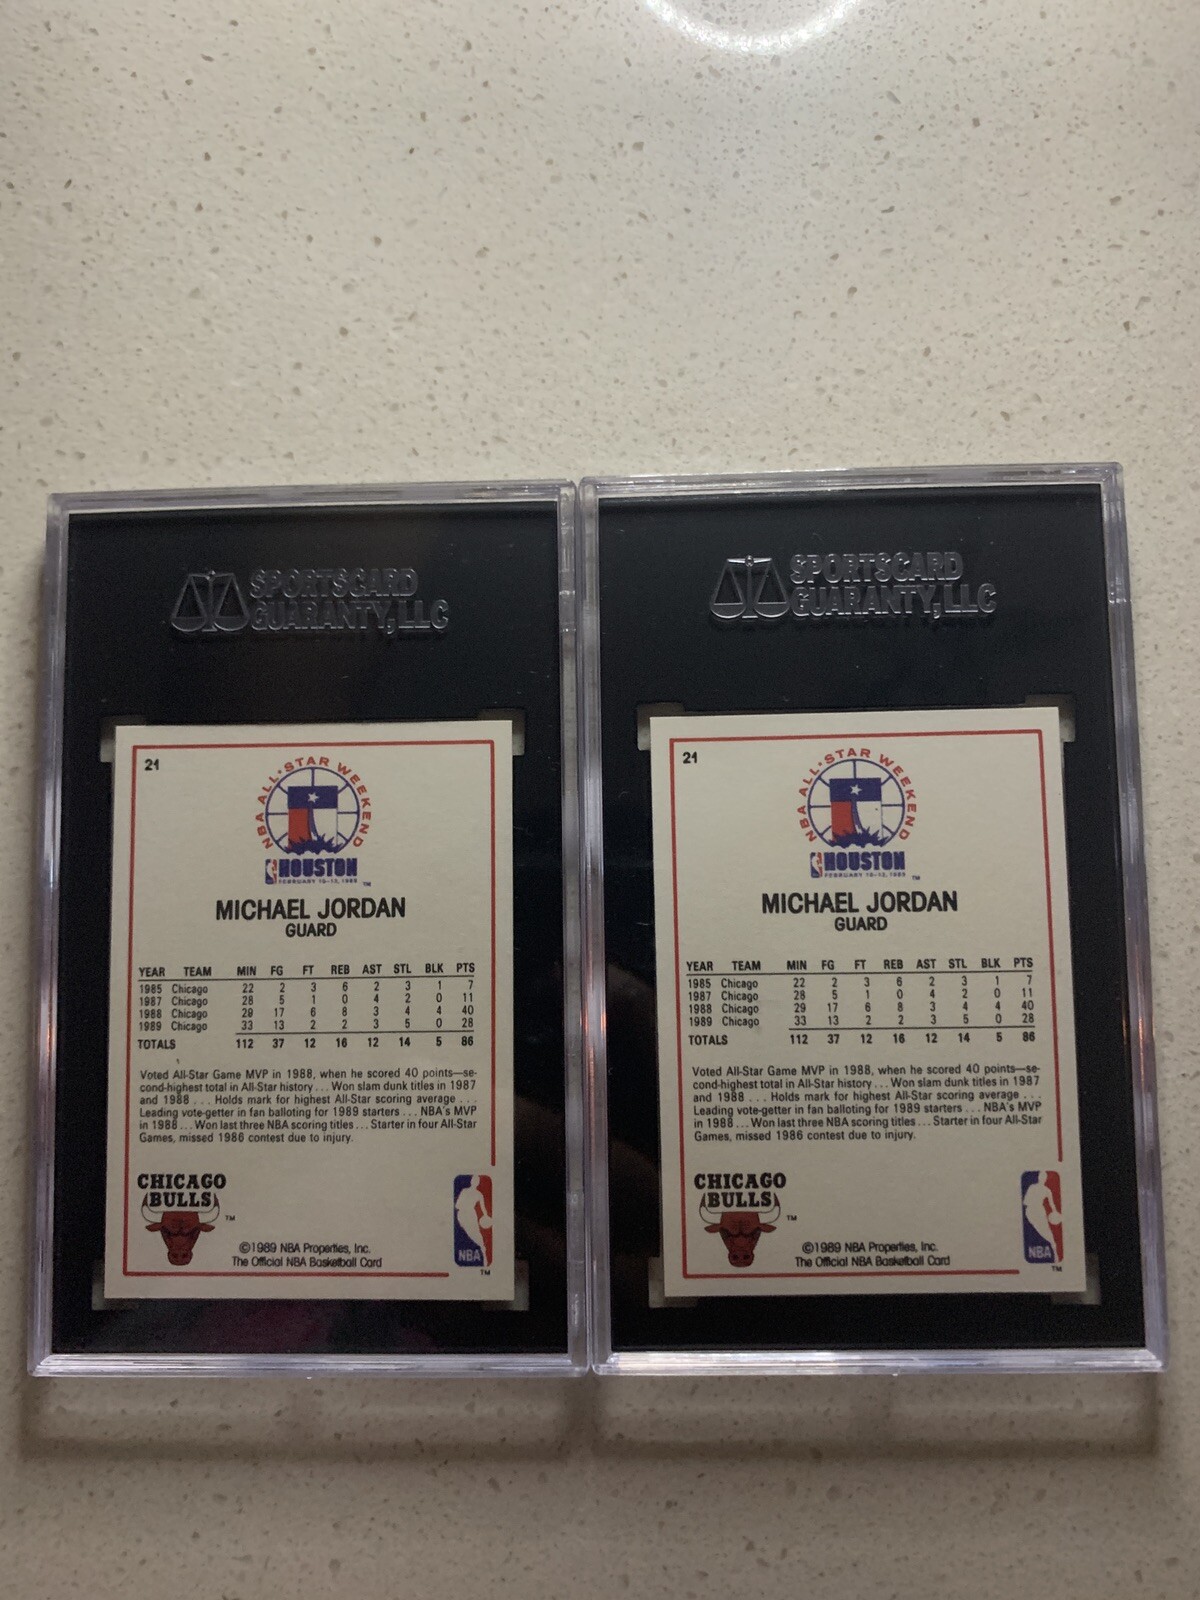 SPORTSCARD
GUARANTY, LLC
21
NBA ALL·STAR WEEKEND
HOUSTON
FEBRUARY 10-12, 1989 TM
MICHAEL JORDAN
GUARD
YEAR TEAM MIN FG FT REB AST STL BLK PTS
1985 Chicago 22 2 3 6 2 3 1 7
1987 Chicago 28 5 1 0 4 2 0 11
1988 Chicago 29 17 6 8 3 4 4 40
1989 Chicago 33 13 2 2 3 5 0 28
TOTALS 112 37 12 16 12 14 5 86
Voted All-Star Game MVP in 1988, when he scored 40 points—se-
cond-highest total in All-Star history . . . Won slam dunk titles in 1987
and 1988 . . . Holds mark for highest All-Star scoring average . . .
Leading vote-getter in fan balloting for 1989 starters . . . NBA's MVP
in 1988 . . . Won last three NBA scoring titles . . . Starter in four All-Star
Games, missed 1986 contest due to injury.
CHICAGO
BULLS
TM
©1989 NBA Properties, Inc.
The Official NBA Basketball Card
NBA
TM
SPORTSCARD
GUARANTY, LLC
21
NBA ALL·STAR WEEKEND
HOUSTON
FEBRUARY 10-12, 1989 TM
MICHAEL JORDAN
GUARD
YEAR TEAM MIN FG FT REB AST STL BLK PTS
1985 Chicago 22 2 3 6 2 3 1 7
1987 Chicago 28 5 1 0 4 2 0 11
1988 Chicago 29 17 6 8 3 4 4 40
1989 Chicago 33 13 2 2 3 5 0 28
TOTALS 112 37 12 16 12 14 5 86
Voted All-Star Game MVP in 1988, when he scored 40 points—se-
cond-highest total in All-Star history . . . Won slam dunk titles in 1987
and 1988 . . . Holds mark for highest All-Star scoring average . . .
Leading vote-getter in fan balloting for 1989 starters . . . NBA's MVP
in 1988 . . . Won last three NBA scoring titles . . . Starter in four All-Star
Games, missed 1986 contest due to injury.
CHICAGO
BULLS
TM
©1989 NBA Properties, Inc.
The Official NBA Basketball Card
NBA
TM